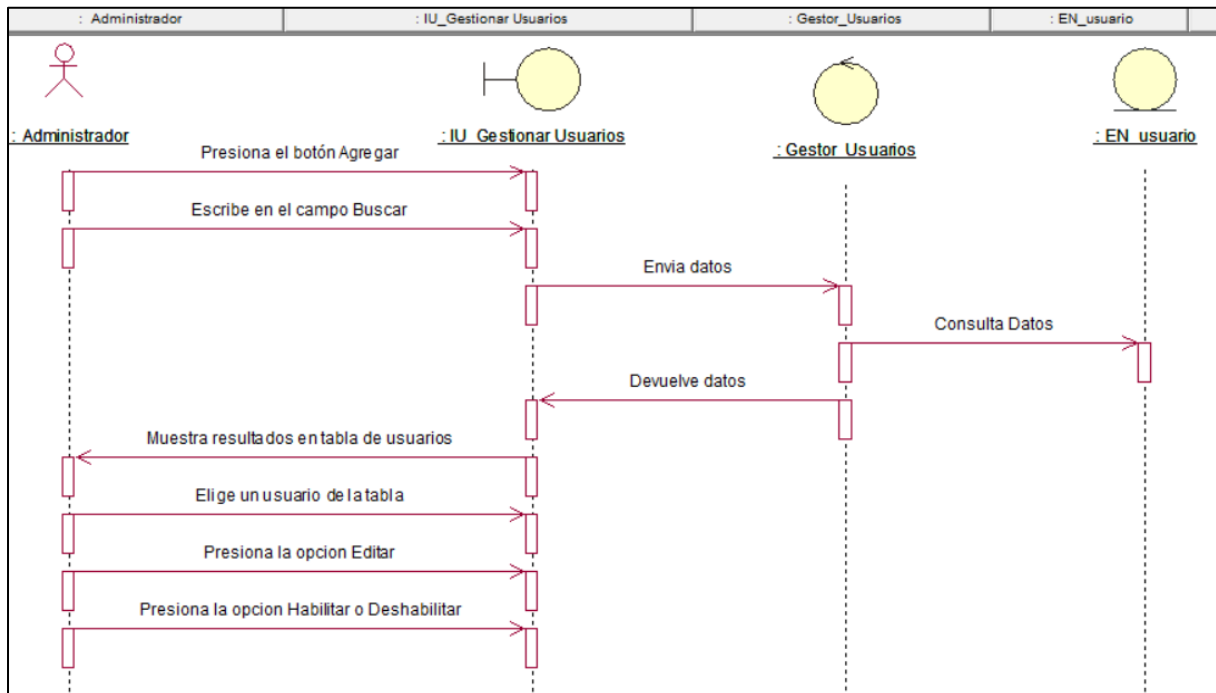 : Administrador
: IU_Gestionar Usuarios
: Gestor_Usuarios
: EN_usuario
: Administrador
: IU_Gestionar Usuarios
: Gestor_Usuarios
: EN_usuario
Presiona el botón Agregar
Escribe en el campo Buscar
Envia datos
Consulta Datos
Devuelve datos
Muestra resultados en tabla de usuarios
Elige un usuario de la tabla
Presiona la opcion Editar
Presiona la opcion Habilitar o Deshabilitar